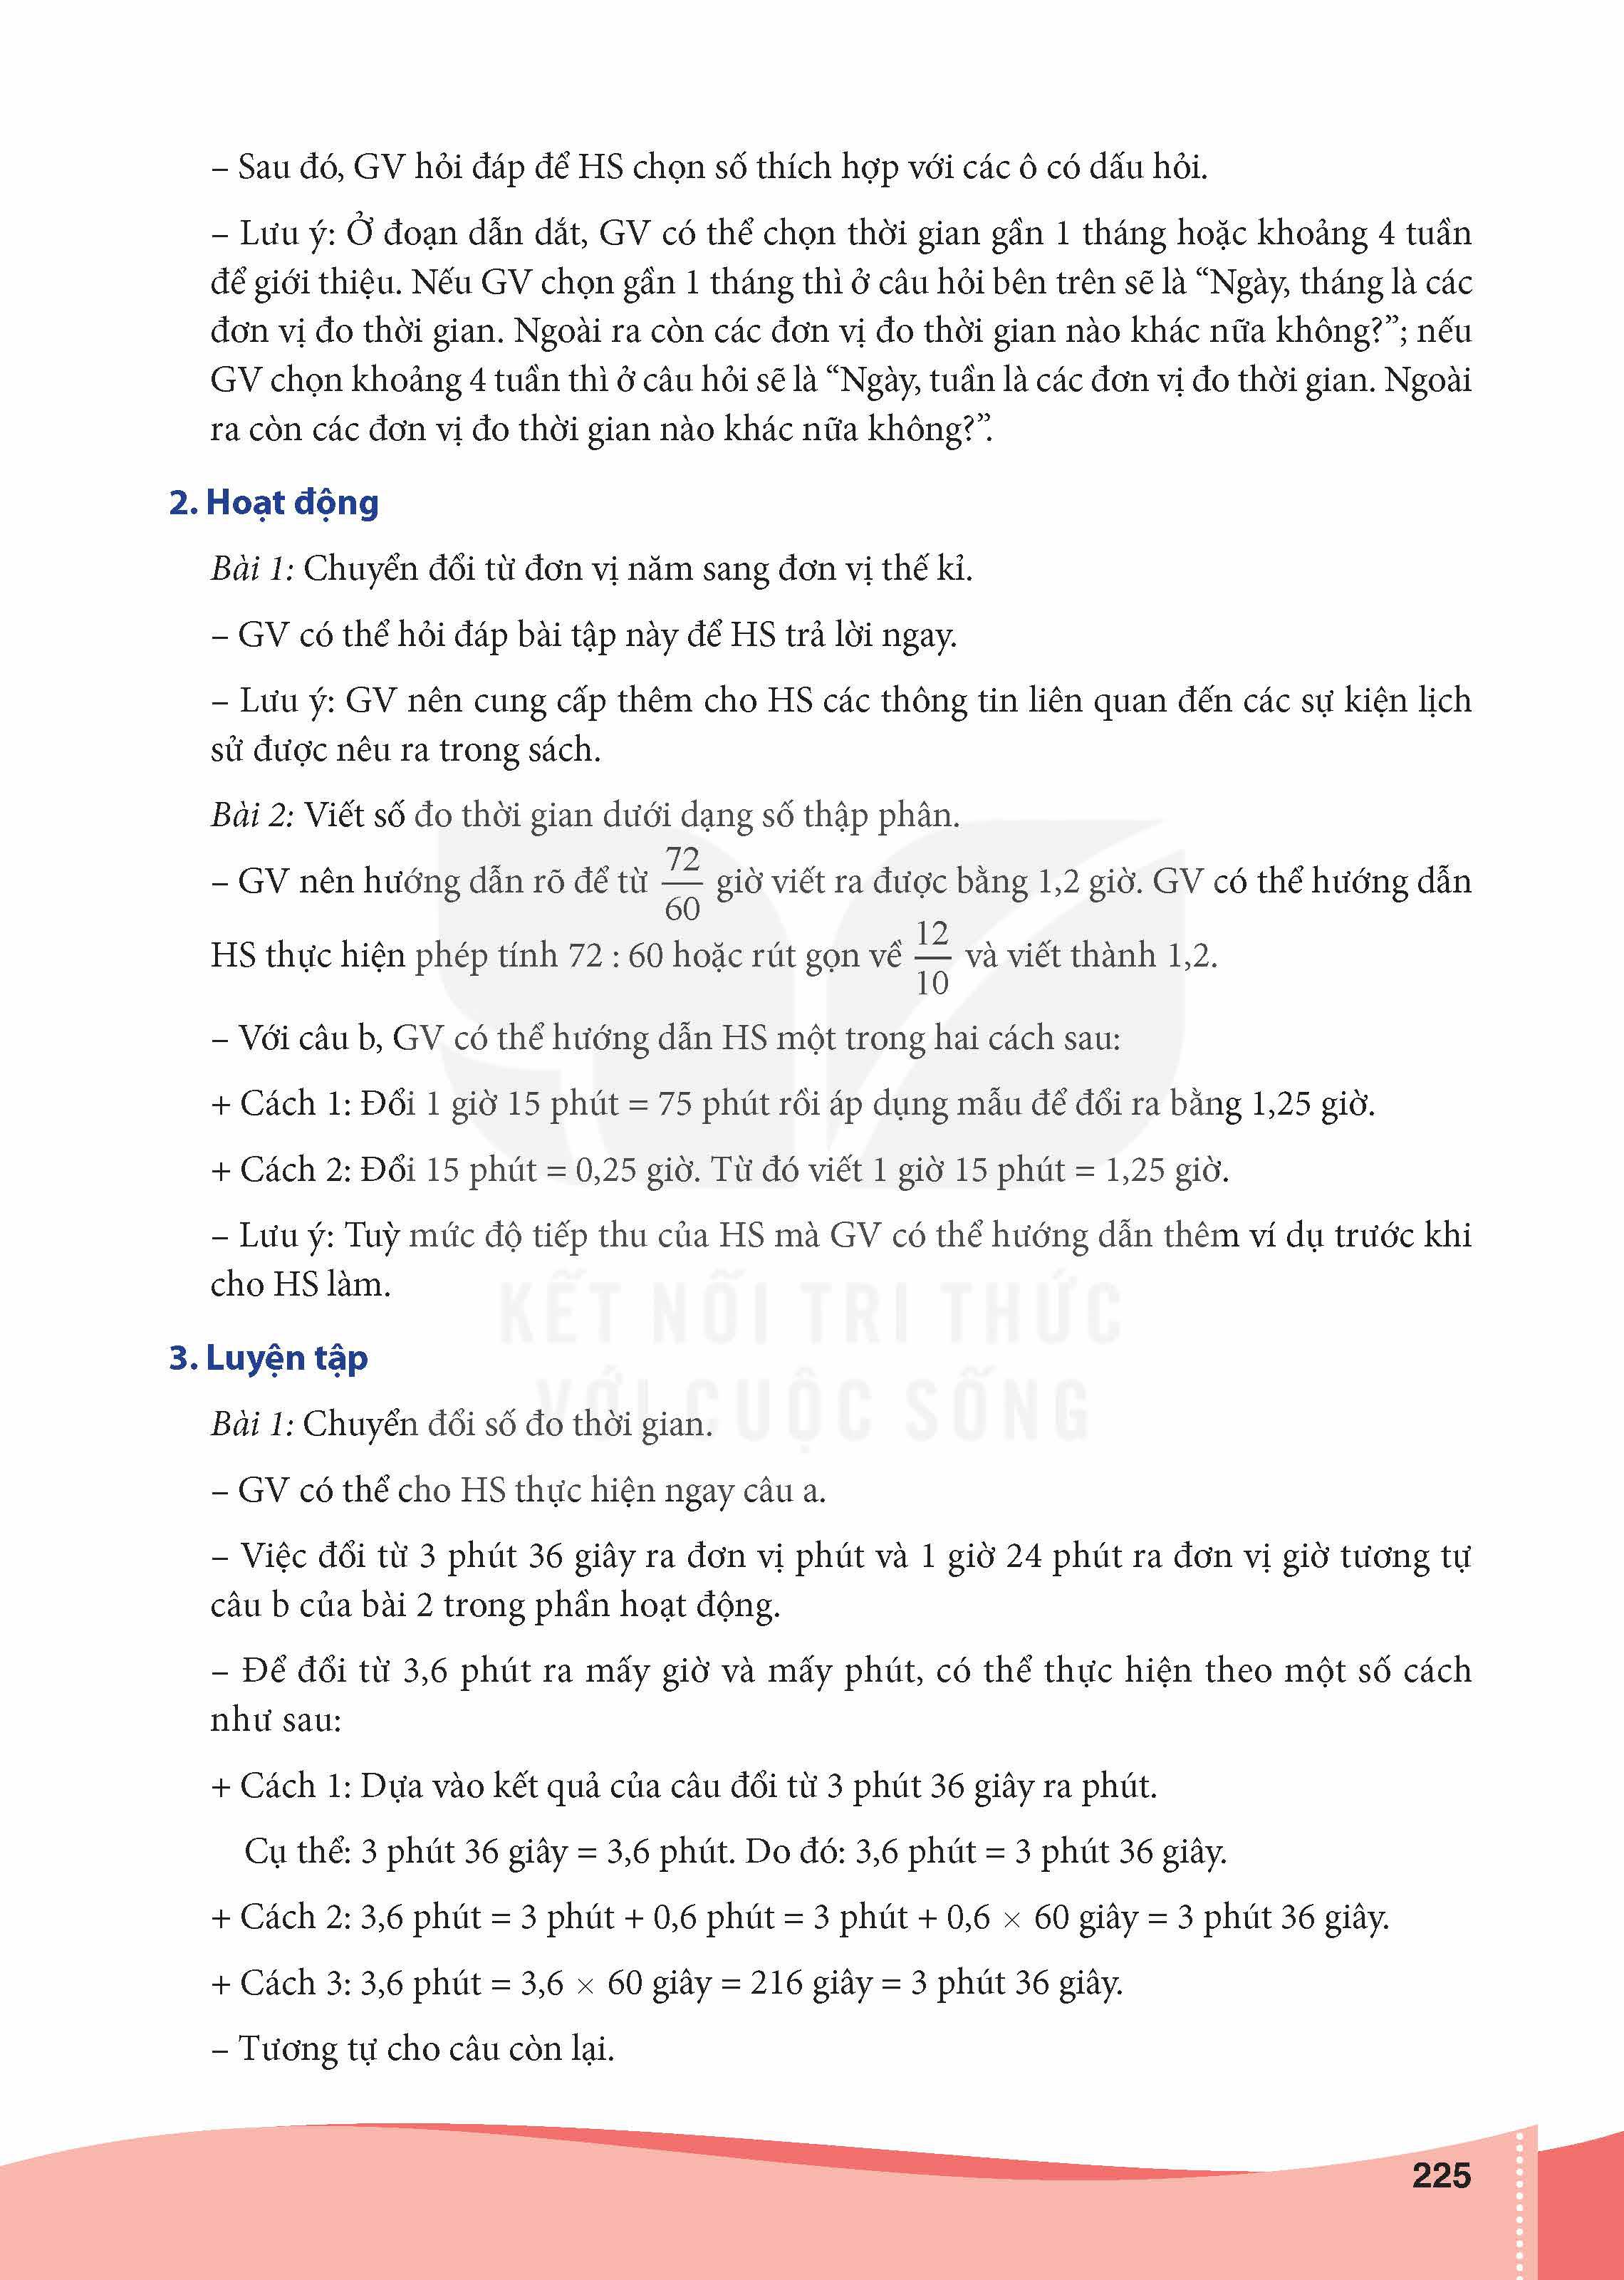 – Sau đó, GV hỏi đáp để HS chọn số thích hợp với các ô có dấu hỏi.
– Lưu ý: Ở đoạn dẫn dắt, GV có thể chọn thời gian gần 1 tháng hoặc khoảng 4 tuần
để giới thiệu. Nếu GV chọn gần 1 tháng thì ở câu hỏi bên trên sẽ là “Ngày, tháng là các
đơn vị đo thời gian. Ngoài ra còn các đơn vị đo thời gian nào khác nữa không?”; nếu
GV chọn khoảng 4 tuần thì ở câu hỏi sẽ là “Ngày, tuần là các đơn vị đo thời gian. Ngoài
ra còn các đơn vị đo thời gian nào khác nữa không?”.
2. Hoạt động
Bài 1: Chuyển đổi từ đơn vị năm sang đơn vị thế kỉ.
– GV có thể hỏi đáp bài tập này để HS trả lời ngay.
– Lưu ý: GV nên cung cấp thêm cho HS các thông tin liên quan đến các sự kiện lịch
sử được nêu ra trong sách.
Bài 2: Viết số đo thời gian dưới dạng số thập phân.
– GV nên hướng dẫn rõ để từ 72/60 giờ viết ra được bằng 1,2 giờ. GV có thể hướng dẫn
HS thực hiện phép tính 72 : 60 hoặc rút gọn về 12/10 và viết thành 1,2.
– Với câu b, GV có thể hướng dẫn HS một trong hai cách sau:
+ Cách 1: Đổi 1 giờ 15 phút = 75 phút rồi áp dụng mẫu để đổi ra bằng 1,25 giờ.
+ Cách 2: Đổi 15 phút = 0,25 giờ. Từ đó viết 1 giờ 15 phút = 1,25 giờ.
– Lưu ý: Tuỳ mức độ tiếp thu của HS mà GV có thể hướng dẫn thêm ví dụ trước khi
cho HS làm.
KẾT NỐI TRI THỨC
VỚI CUỘC SỐNG
3. Luyện tập
Bài 1: Chuyển đổi số đo thời gian.
– GV có thể cho HS thực hiện ngay câu a.
– Việc đổi từ 3 phút 36 giây ra đơn vị phút và 1 giờ 24 phút ra đơn vị giờ tương tự
câu b của bài 2 trong phần hoạt động.
– Để đổi từ 3,6 phút ra mấy giờ và mấy phút, có thể thực hiện theo một số cách
như sau:
+ Cách 1: Dựa vào kết quả của câu đổi từ 3 phút 36 giây ra phút.
Cụ thể: 3 phút 36 giây = 3,6 phút. Do đó: 3,6 phút = 3 phút 36 giây.
+ Cách 2: 3,6 phút = 3 phút + 0,6 phút = 3 phút + 0,6 × 60 giây = 3 phút 36 giây.
+ Cách 3: 3,6 phút = 3,6 × 60 giây = 216 giây = 3 phút 36 giây.
– Tương tự cho câu còn lại.
225